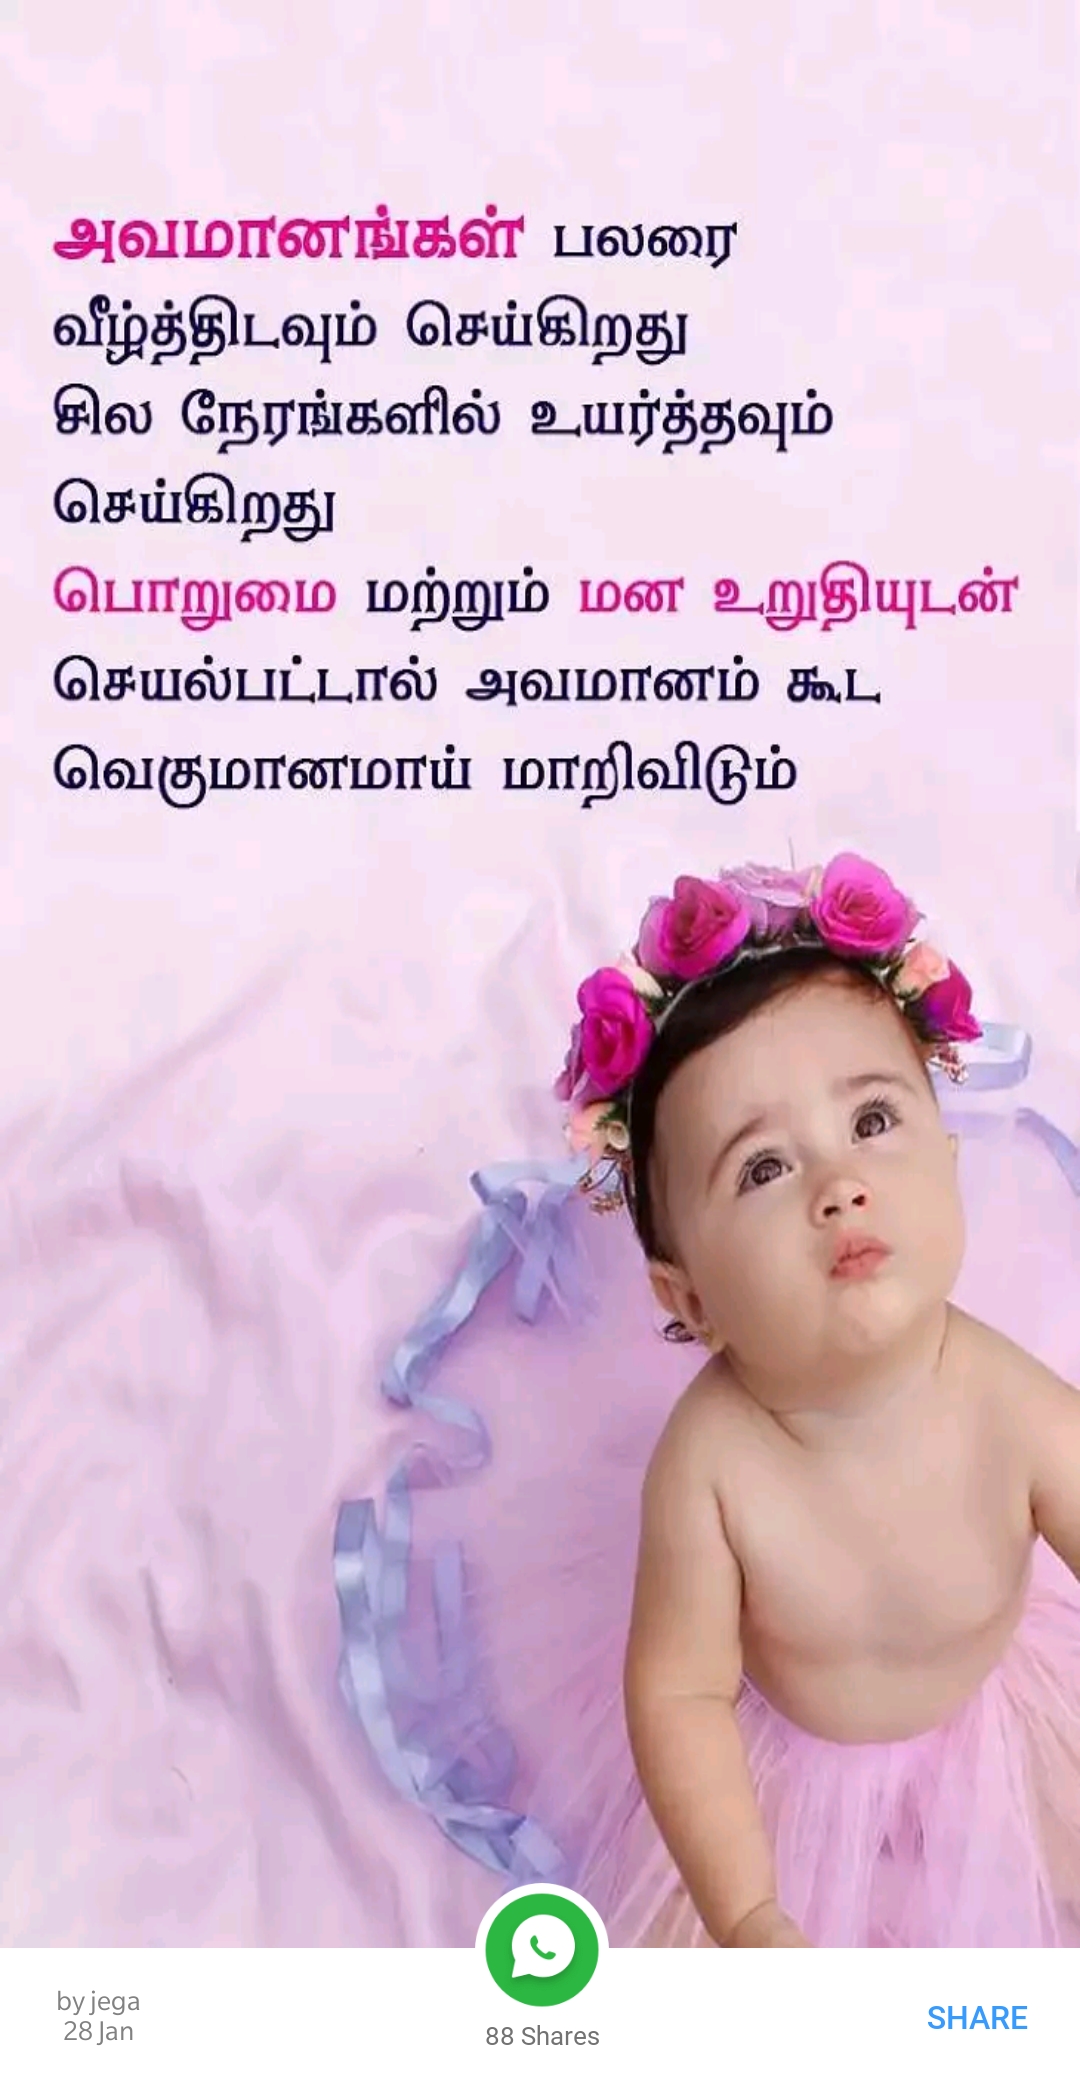 அவமானங்கள் பலரை
வீழ்த்திடவும் செய்கிறது
சில நேரங்களில் உயர்த்தவும்
செய்கிறது
பொறுமை மற்றும் மன உறுதியுடன்
செயல்பட்டால் அவமானம் கூட
வெகுமானமாய் மாறிவிடும்
by jega
28 Jan
88 Shares
SHARE